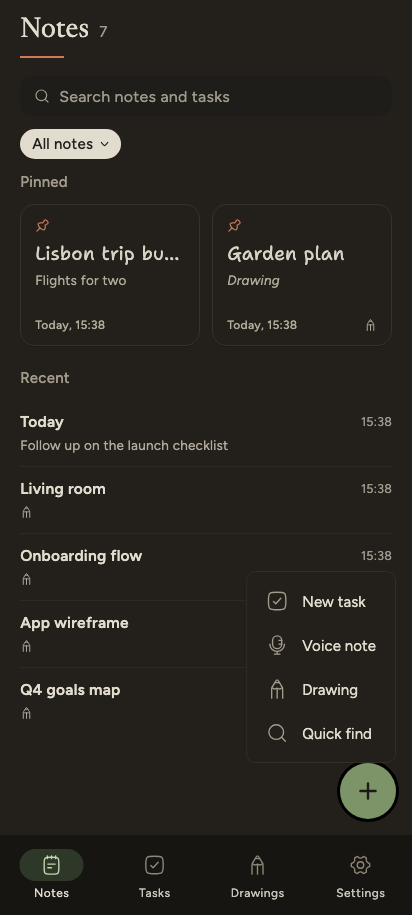 Notes 7
Search notes and tasks
All notes
Pinned
Lisbon trip bu...
Flights for two
Today, 15:38
Garden plan
Drawing
Today, 15:38
Recent
Today 15:38
Follow up on the launch checklist
Living room 15:38
Onboarding flow 15:38
App wireframe
Q4 goals map
New task
Voice note
Drawing
Quick find
Notes
Tasks
Drawings
Settings